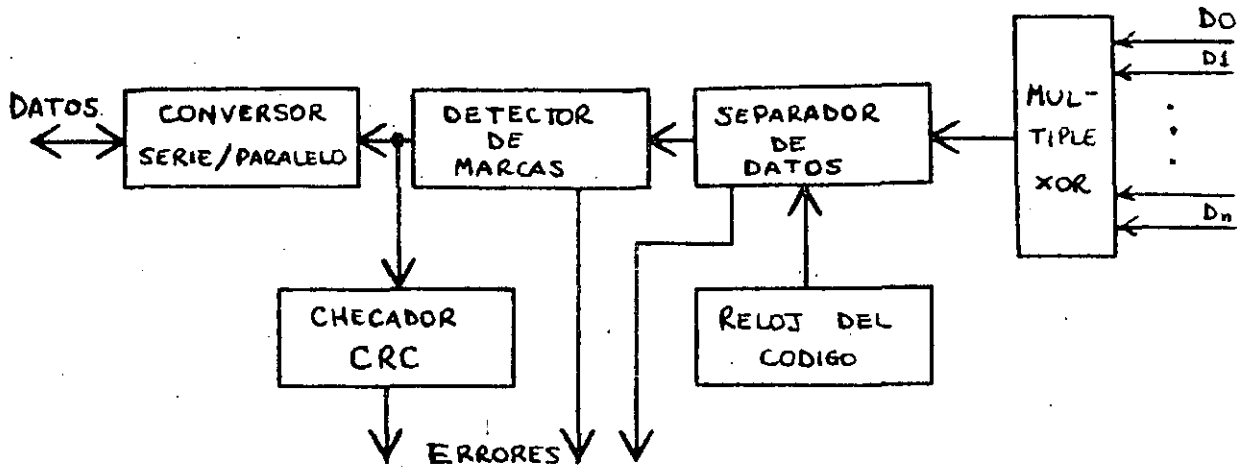 DATOS
CONVERSOR
SERIE/PARALELO
DETECTOR
DE
MARCAS
SEPARADOR
DE
DATOS
MUL-
TIPLE
XOR
D0
D1
Dn
CHECADOR
CRC
RELOJ DEL
CODIGO
ERRORES